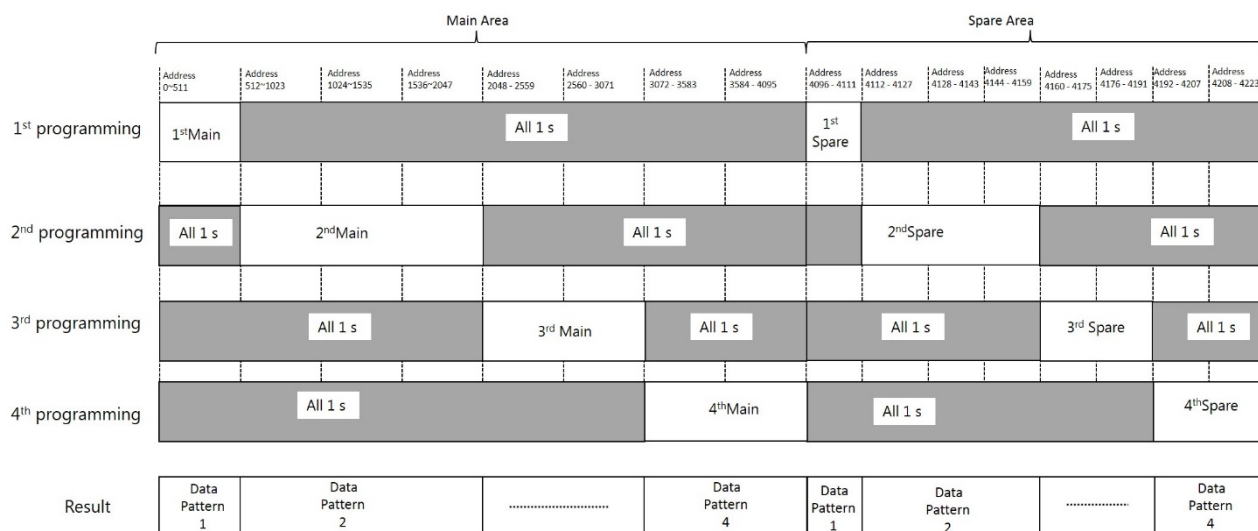 Main Area
Spare Area
Address Address Address Address Address Address Address Address Address Address Address Address Address Address Address Address
0~511 512~1023 1024~1535 1536~2047 2048 - 2559 2560 - 3071 3072 - 3583 3584 - 4095 4096 - 4111 4112 - 4127 4128 - 4143 4144 - 4159 4160 - 4175 4176 - 4191 4192 - 4207 4208 - 4223
1st programming
1stMain
All 1 s
1st
Spare
All 1 s
2nd programming
All 1 s
2ndMain
All 1 s
2ndSpare
All 1 s
3rd programming
All 1 s
3rd Main
All 1 s
All 1 s
3rd Spare
All 1 s
4th programming
All 1 s
4thMain
All 1 s
4thSpare
Result
Data
Pattern
1
Data
Pattern
2
....................
Data
Pattern
4
Data
Pattern
1
Data
Pattern
2
............
Data
Pattern
4